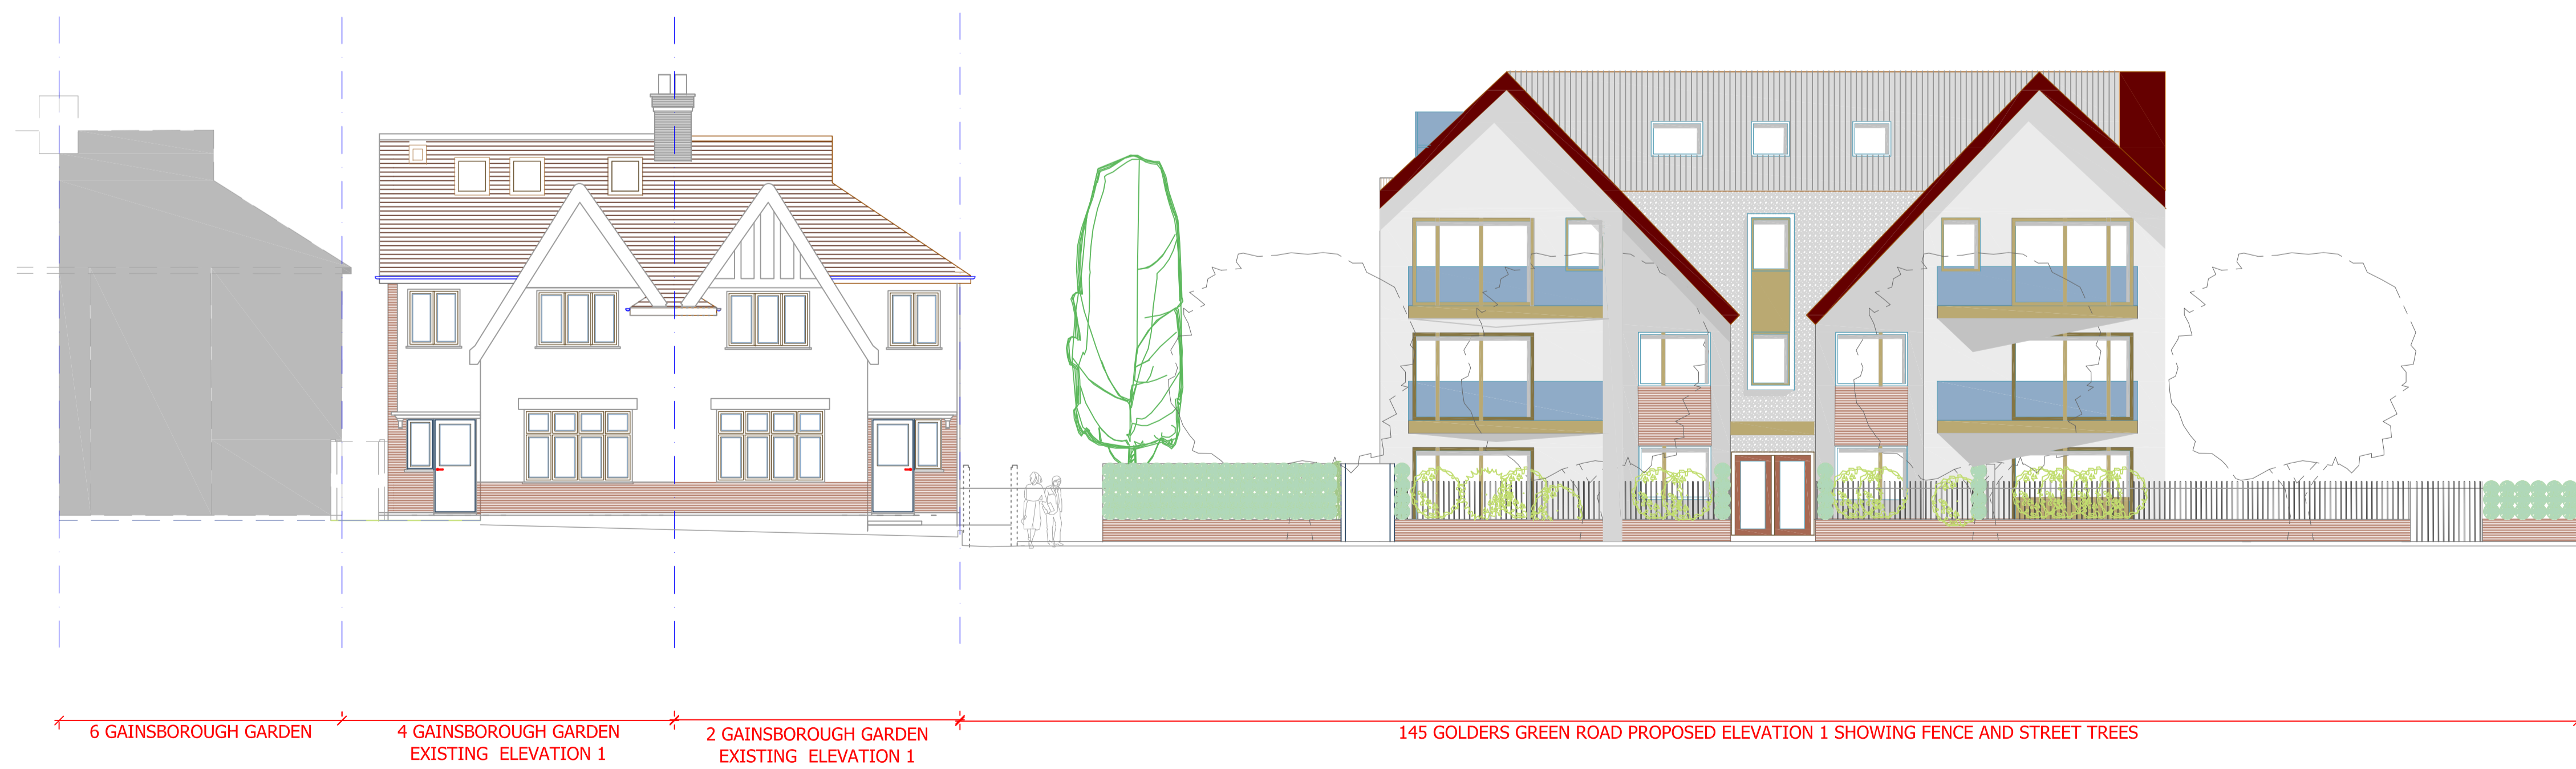 6 GAINSBOROUGH GARDEN
4 GAINSBOROUGH GARDEN
EXISTING ELEVATION 1
2 GAINSBOROUGH GARDEN
EXISTING ELEVATION 1
145 GOLDERS GREEN ROAD PROPOSED ELEVATION 1 SHOWING FENCE AND STREET TREES